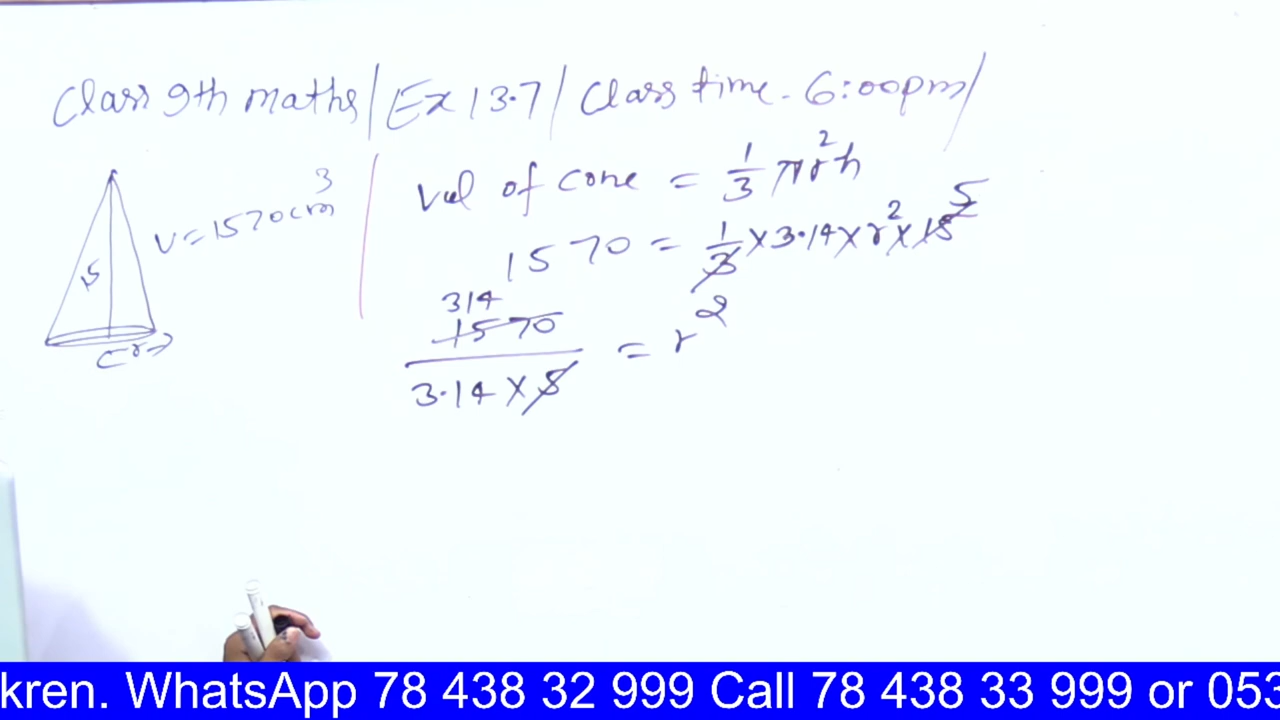 Class 9th maths/Ex 13.7/Class time - 6:00pm/
15
V = 1570cm³
r
Vol of cone = 1/3 πr²h
1570 = 1/3 × 3.14 × r² × 15 5
314
1570 / 3.14 × 5 = r²
kren. WhatsApp 78 438 32 999 Call 78 438 33 999 or 053